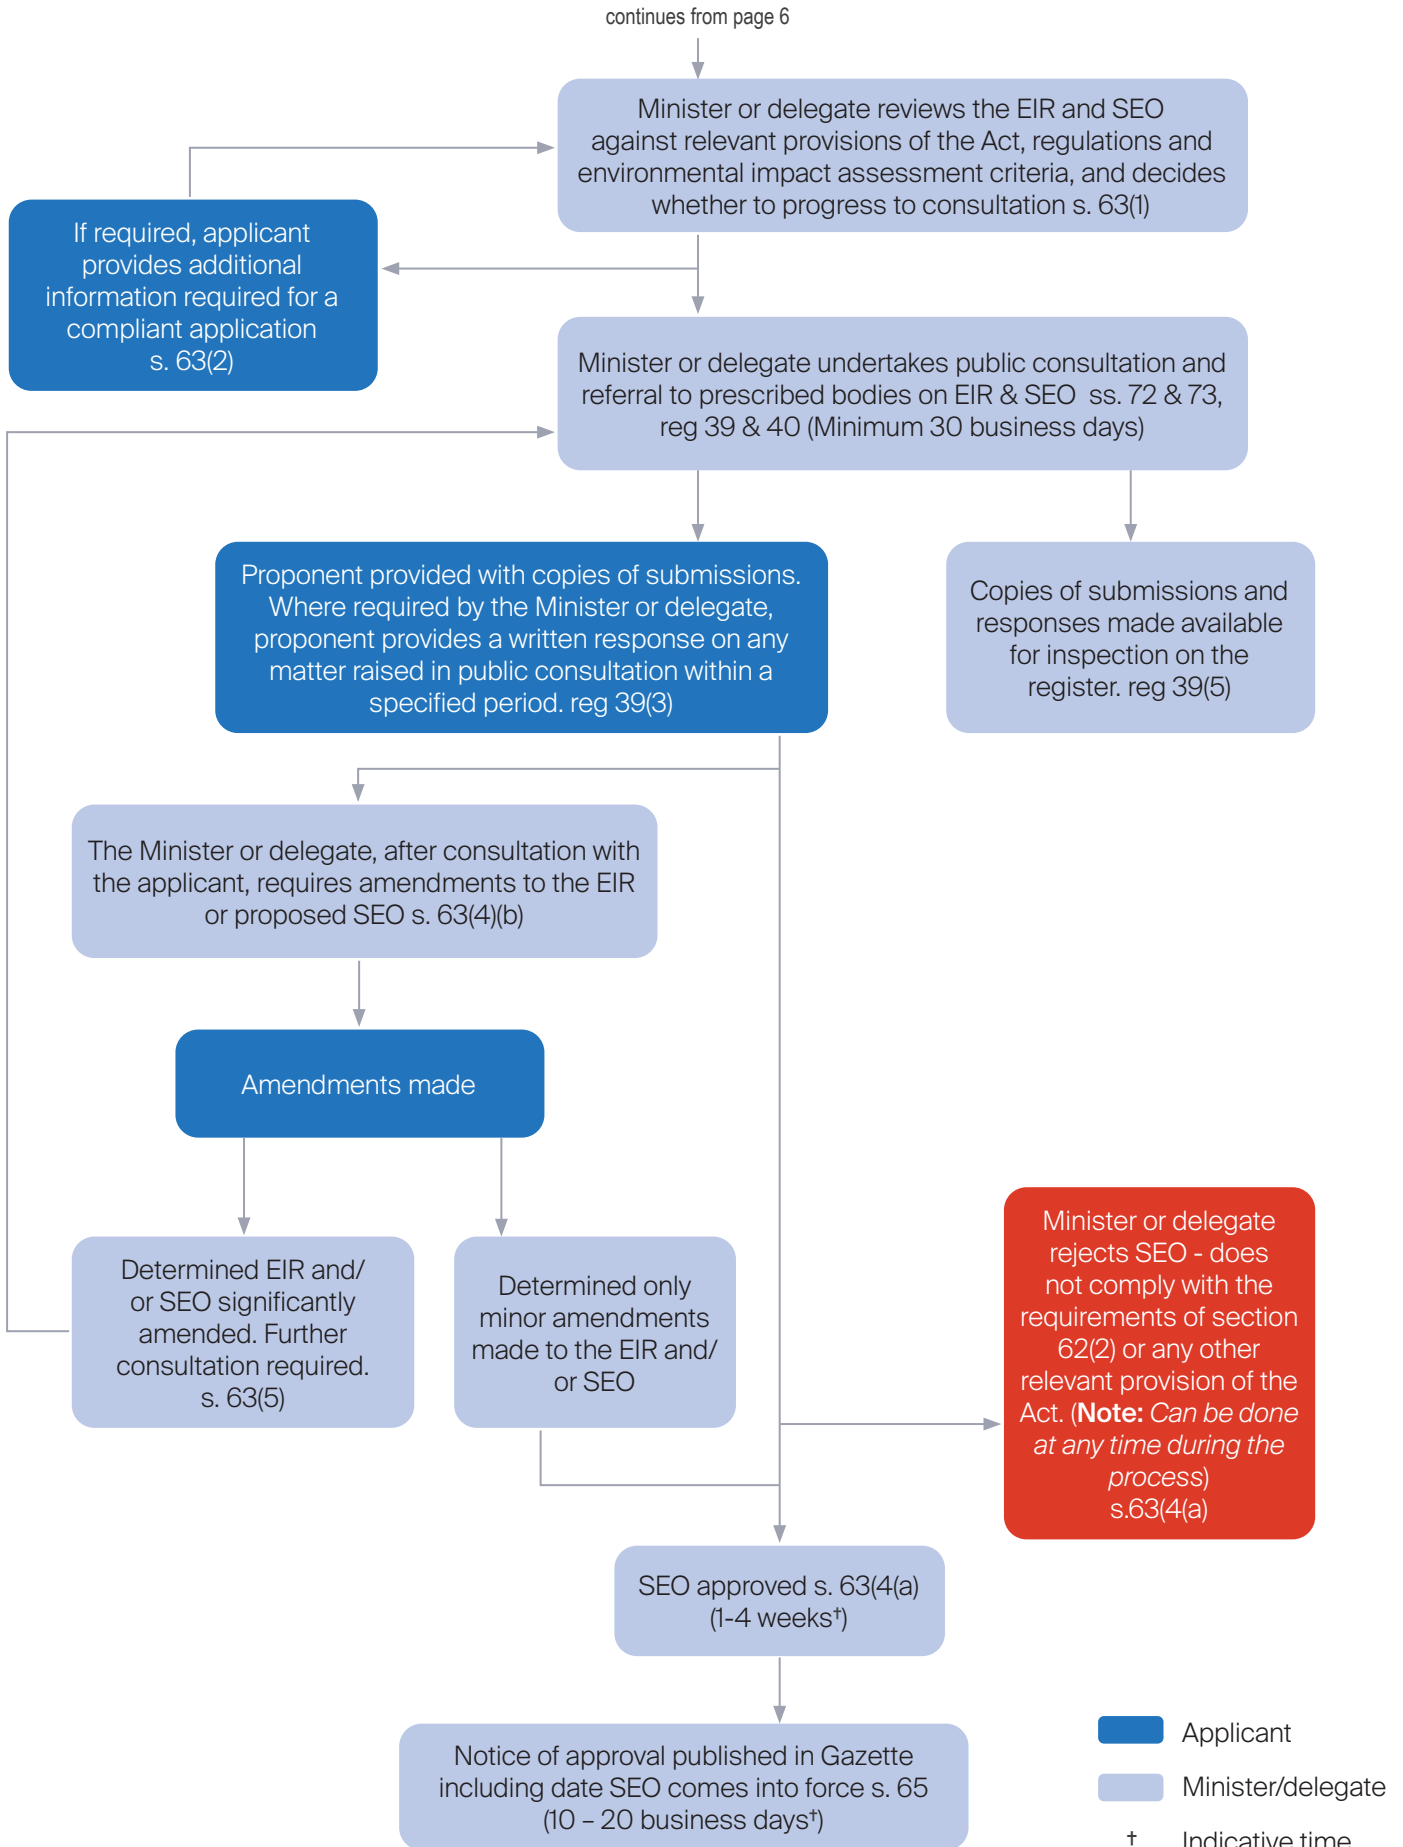 continues from page 6
Minister or delegate reviews the EIR and SEO
against relevant provisions of the Act, regulations and
environmental impact assessment criteria, and decides
whether to progress to consultation s. 63(1)
If required, applicant
provides additional
information required for a
compliant application
s. 63(2)
Minister or delegate undertakes public consultation and
referral to prescribed bodies on EIR & SEO ss. 72 & 73,
reg 39 & 40 (Minimum 30 business days)
Proponent provided with copies of submissions.
Where required by the Minister or delegate,
proponent provides a written response on any
matter raised in public consultation within a
specified period. reg 39(3)
Copies of submissions and
responses made available
for inspection on the
register. reg 39(5)
The Minister or delegate, after consultation with
the applicant, requires amendments to the EIR
or proposed SEO s. 63(4)(b)
Amendments made
Determined EIR and/
or SEO significantly
amended. Further
consultation required.
s. 63(5)
Determined only
minor amendments
made to the EIR and/
or SEO
Minister or delegate
rejects SEO - does
not comply with the
requirements of section
62(2) or any other
relevant provision of the
Act. (Note: Can be done
at any time during the
process)
s.63(4(a)
SEO approved s. 63(4(a)
(1-4 weeks†)
Notice of approval published in Gazette
including date SEO comes into force s. 65
(10 – 20 business days†)
Applicant
Minister/delegate
† Indicative time